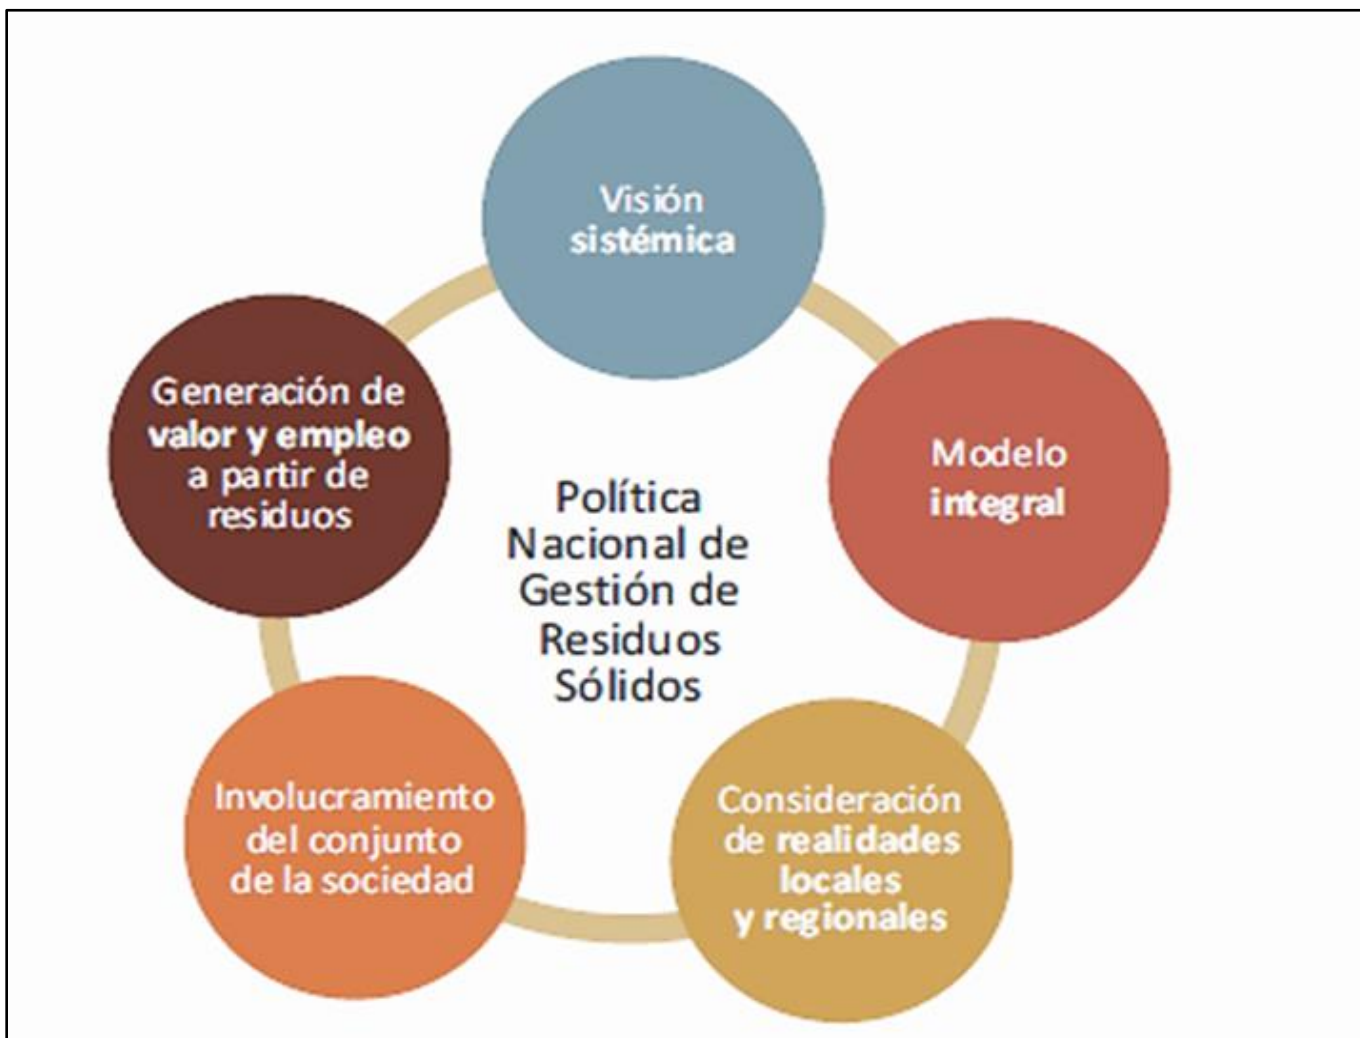 Visión
sistémica
Modelo
integral
Consideración
de realidades
locales
y regionales
Involucramiento
del conjunto
de la sociedad
Generación de
valor y empleo
a partir de
residuos
Política
Nacional de
Gestión de
Residuos
Sólidos